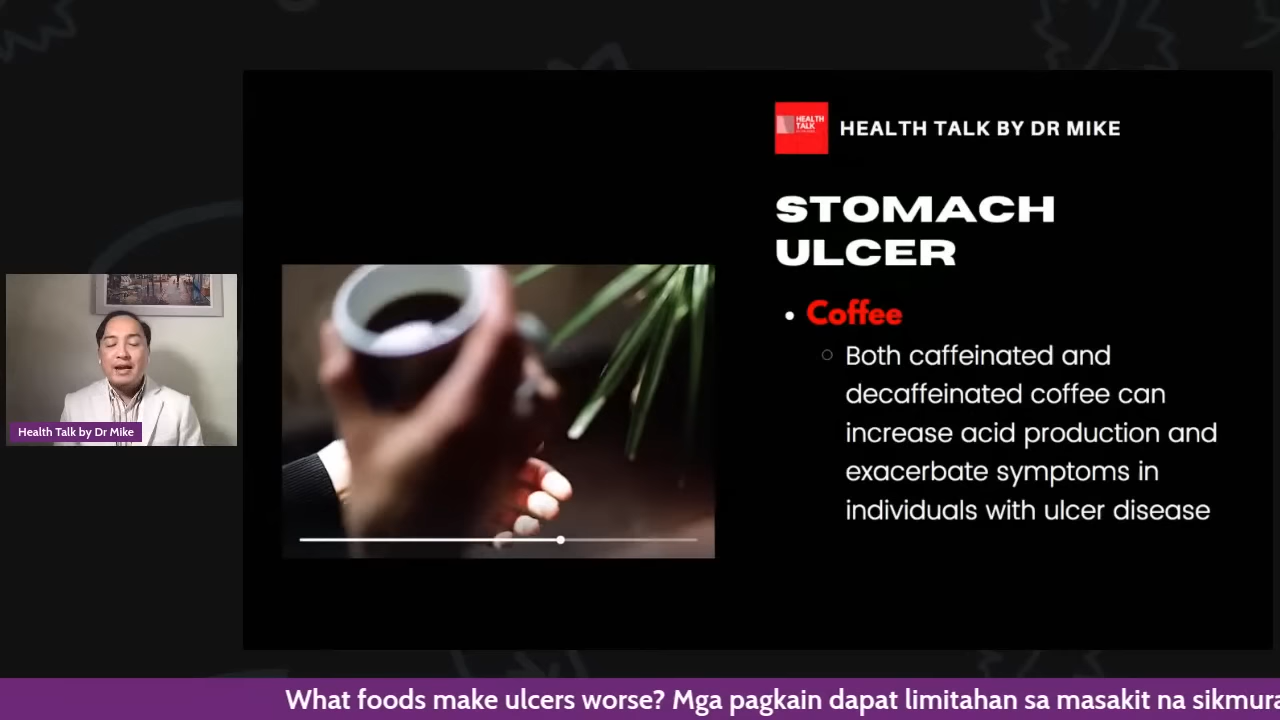 HEALTH TALK BY DR MIKE
HEALTH
TALK
STOMACH
ULCER
• Coffee
○ Both caffeinated and
decaffeinated coffee can
increase acid production and
exacerbate symptoms in
individuals with ulcer disease
Health Talk by Dr Mike
What foods make ulcers worse? Mga pagkain dapat limitahan sa masakit na sikmura